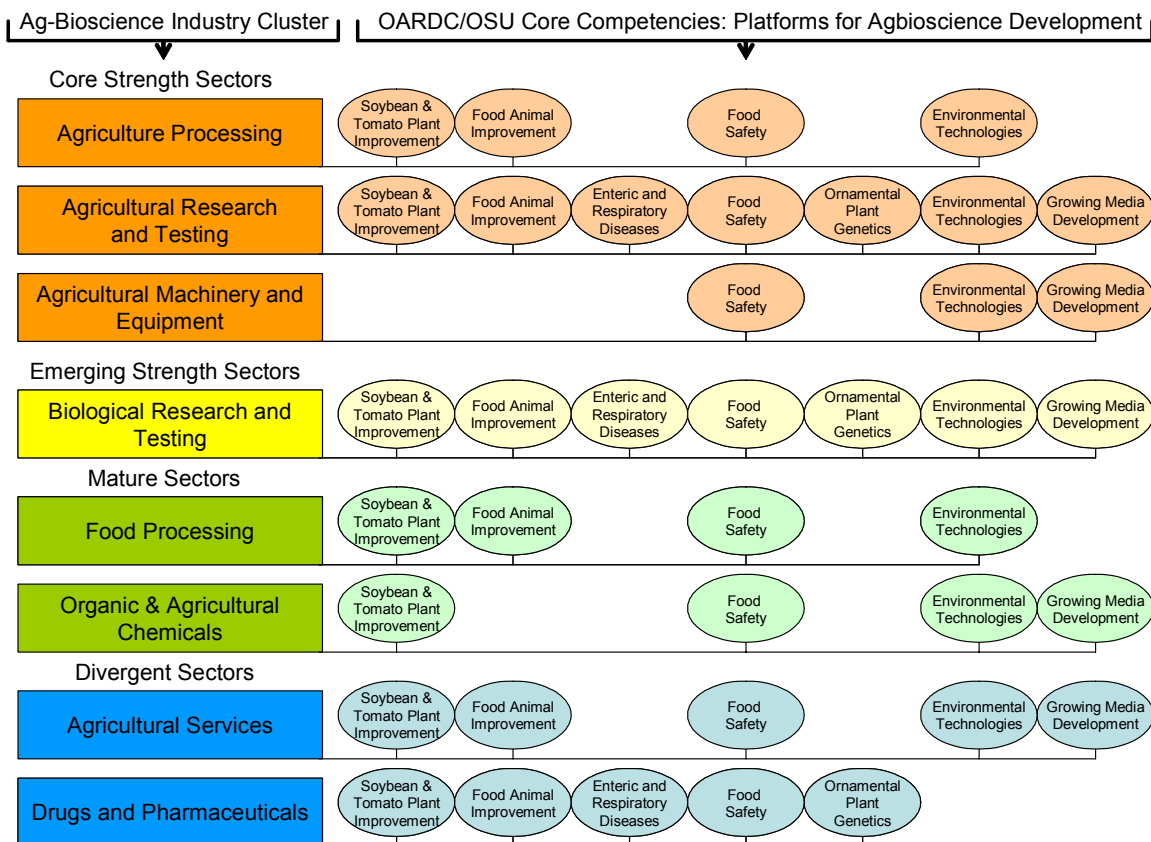 Ag-Bioscience Industry Cluster
OARDC/OSU Core Competencies: Platforms for Agbioscience Development
Core Strength Sectors
Agriculture Processing
Soybean &
Tomato Plant
Improvement
Food Animal
Improvement
Food
Safety
Environmental
Technologies
Agricultural Research
and Testing
Soybean &
Tomato Plant
Improvement
Food Animal
Improvement
Enteric and
Respiratory
Diseases
Food
Safety
Ornamental
Plant
Genetics
Environmental
Technologies
Growing Media
Development
Agricultural Machinery and
Equipment
Food
Safety
Environmental
Technologies
Growing Media
Development
Emerging Strength Sectors
Biological Research and
Testing
Soybean &
Tomato Plant
Improvement
Food Animal
Improvement
Enteric and
Respiratory
Diseases
Food
Safety
Ornamental
Plant
Genetics
Environmental
Technologies
Growing Media
Development
Mature Sectors
Food Processing
Soybean &
Tomato Plant
Improvement
Food Animal
Improvement
Food
Safety
Environmental
Technologies
Organic & Agricultural
Chemicals
Soybean &
Tomato Plant
Improvement
Food
Safety
Environmental
Technologies
Growing Media
Development
Divergent Sectors
Agricultural Services
Soybean &
Tomato Plant
Improvement
Food Animal
Improvement
Food
Safety
Environmental
Technologies
Growing Media
Development
Drugs and Pharmaceuticals
Soybean &
Tomato Plant
Improvement
Food Animal
Improvement
Enteric and
Respiratory
Diseases
Food
Safety
Ornamental
Plant
Genetics